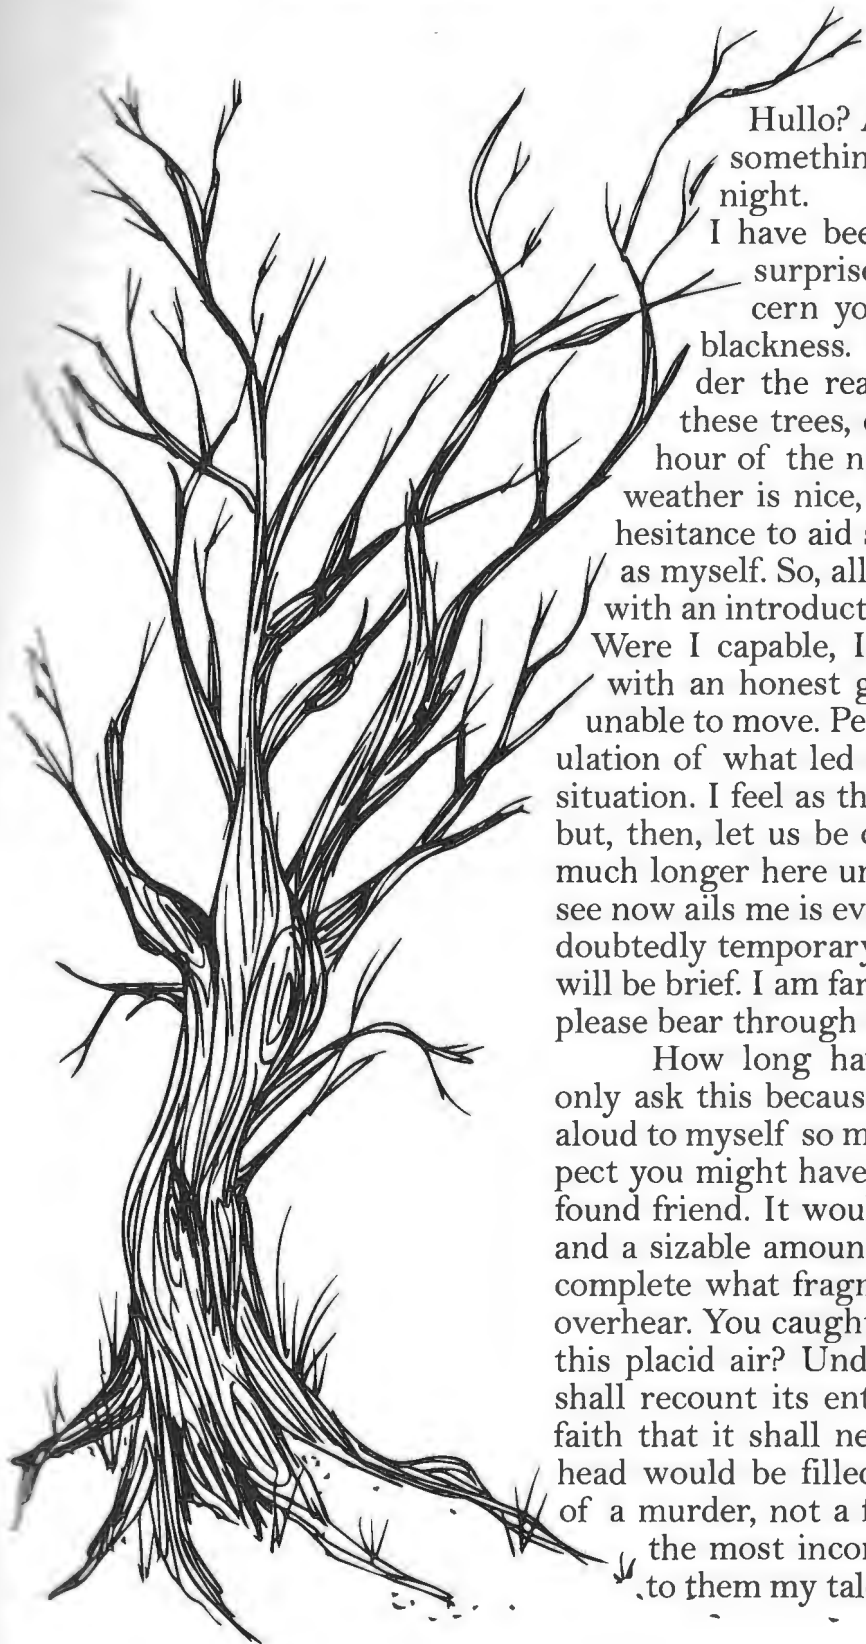 Hullo?
somethin
night.
I have bee
surprise
cern yo
blackness.
der the rea
these trees,
hour of the n
weather is nice,
hesitance to aid
as myself. So, all
with an introduct
Were I capable, I
with an honest g
unable to move. Pe
ulation of what led
situation. I feel as th
but, then, let us be
much longer here un
see now ails me is ev
doubtedly temporary
will be brief. I am far
please bear through
How long ha
only ask this becaus
aloud to myself so m
pect you might have
found friend. It wou
and a sizable amoun
complete what fragn
overhear. You caught
this placid air? Und
shall recount its ent
faith that it shall ne
head would be filled
of a murder, not a
the most incor
to them my tal